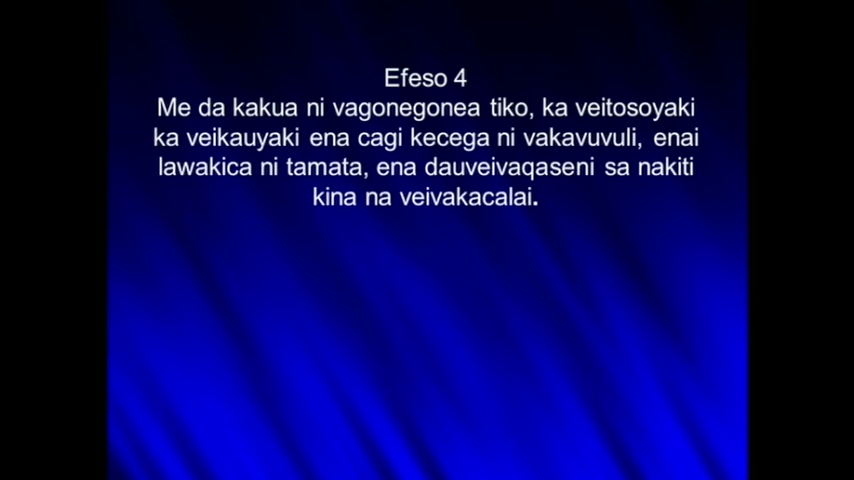 Efeso 4
Me da kakua ni vagonegonea tiko, ka veitosoyaki
ka veikauyaki ena cagi kecega ni vakavuvuli, enai
lawakica ni tamata, ena dauveivaqaseni sa nakiti
kina na veivakacalai.